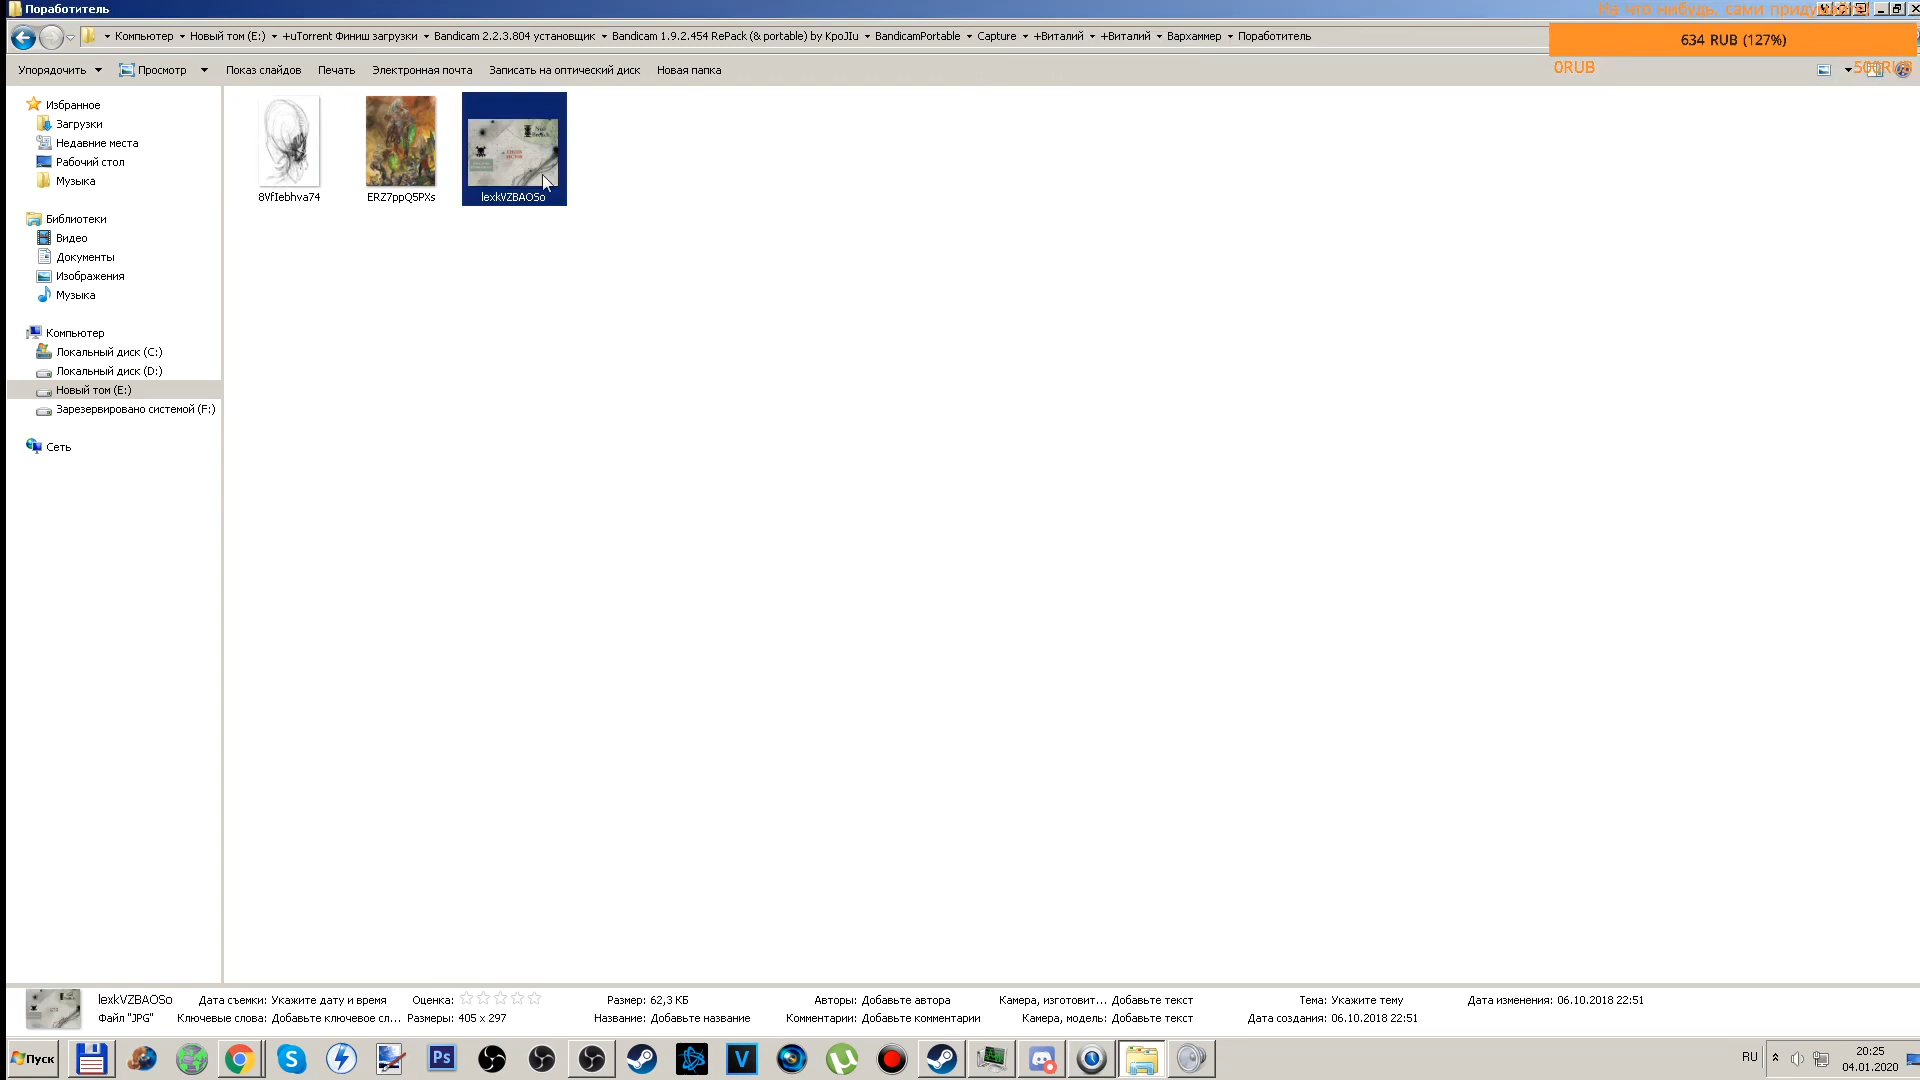 Поработитель
На что нибудь, сами придумайте!
Компьютер
Новый том (E:)
+uTorrent Финиш загрузки
Bandicam 2.2.3.804 установщик
Bandicam 1.9.2.454 RePack (& portable) by KpoJIu
BandicamPortable
Capture
+Виталий
+Виталий
Вархаммер
Поработитель
634 RUB (127%)
0RUB
500RUB
Упорядочить
Просмотр
Показ слайдов
Печать
Электронная почта
Записать на оптический диск
Новая папка
Избранное
Загрузки
Недавние места
Рабочий стол
Музыка
Библиотеки
Видео
Документы
Изображения
Музыка
Компьютер
Локальный диск (C:)
Локальный диск (D:)
Новый том (E:)
Зарезервировано системой (F:)
Сеть
8VfIebhva74
ERZ7ppQ5PXs
lexkVZBAOSo
lexkVZBAOSo
Дата съемки: Укажите дату и время
Оценка:
Размер: 62,3 КБ
Авторы: Добавьте автора
Камера, изготовит... Добавьте текст
Тема: Укажите тему
Дата изменения: 06.10.2018 22:51
Файл "JPG"
Ключевые слова: Добавьте ключевое сл...
Размеры: 405 x 297
Название: Добавьте название
Комментарии: Добавьте комментарии
Камера, модель: Добавьте текст
Дата создания: 06.10.2018 22:51
Пуск
Ps
V
RU
20:25
04.01.2020